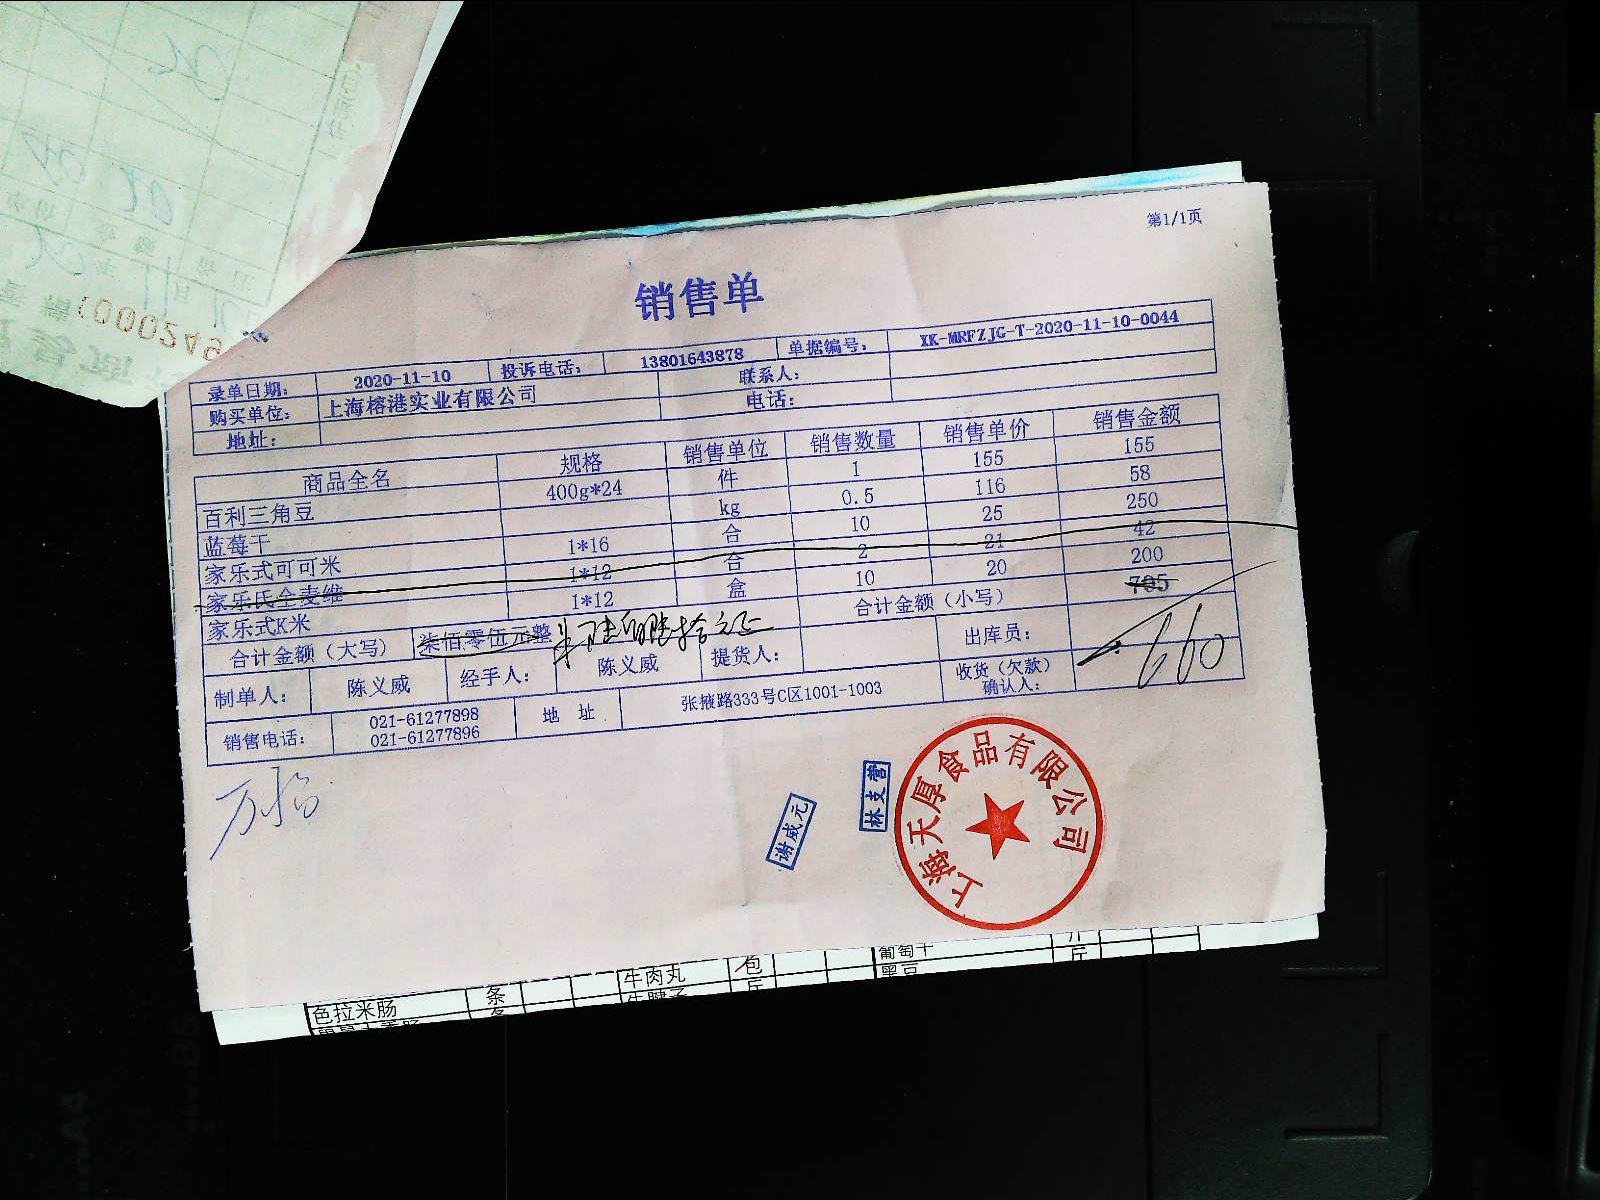 第1/1页
销售单
录单日期: 2020-11-10 投诉电话: 13801643878 单据编号: XK-MRFZJG-T-2020-11-10-0044
购买单位: 上海榕港实业有限公司 联系人:
地址: 电话:
商品全名 规格 销售单位 销售数量 销售单价 销售金额
百利三角豆 400g*24 件 1 155 155
蓝莓干 kg 0.5 116 58
家乐式可可米 1*16 合 10 25 250
家乐氏全麦维 1*12 合 2 21 42
家乐式K米 1*12 盒 10 20 200
合计金额（大写） 柒佰零伍元整 合计金额（小写） 705
660
制单人: 陈义威 经手人: 陈义威 提货人: 出库员:
销售电话: 021-61277898 021-61277896 地 址 张掖路333号C区1001-1003 收货（欠款）确认人:
谢威元
林支营
上海天厚食品有限公司
色拉米肠 条 牛肉丸 包 葡萄干 斤
黑豆 斤
000249